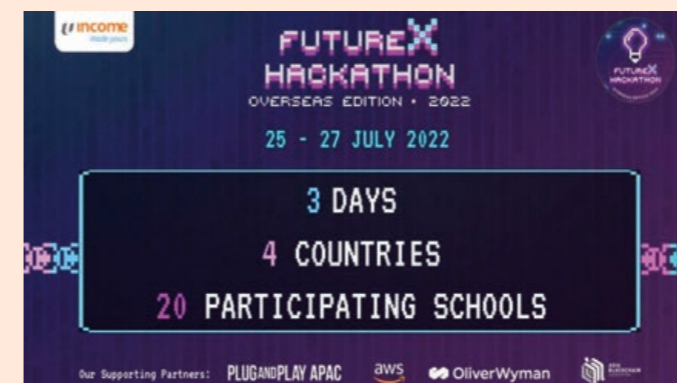 income
made yours
FUTUREX
HACKATHON
OVERSEAS EDITION • 2022
FUTUREX
HACKATHON
25 - 27 JULY 2022
3 DAYS
4 COUNTRIES
20 PARTICIPATING SCHOOLS
Our Supporting Partners: PLUGANDPLAY APAC aws OliverWyman